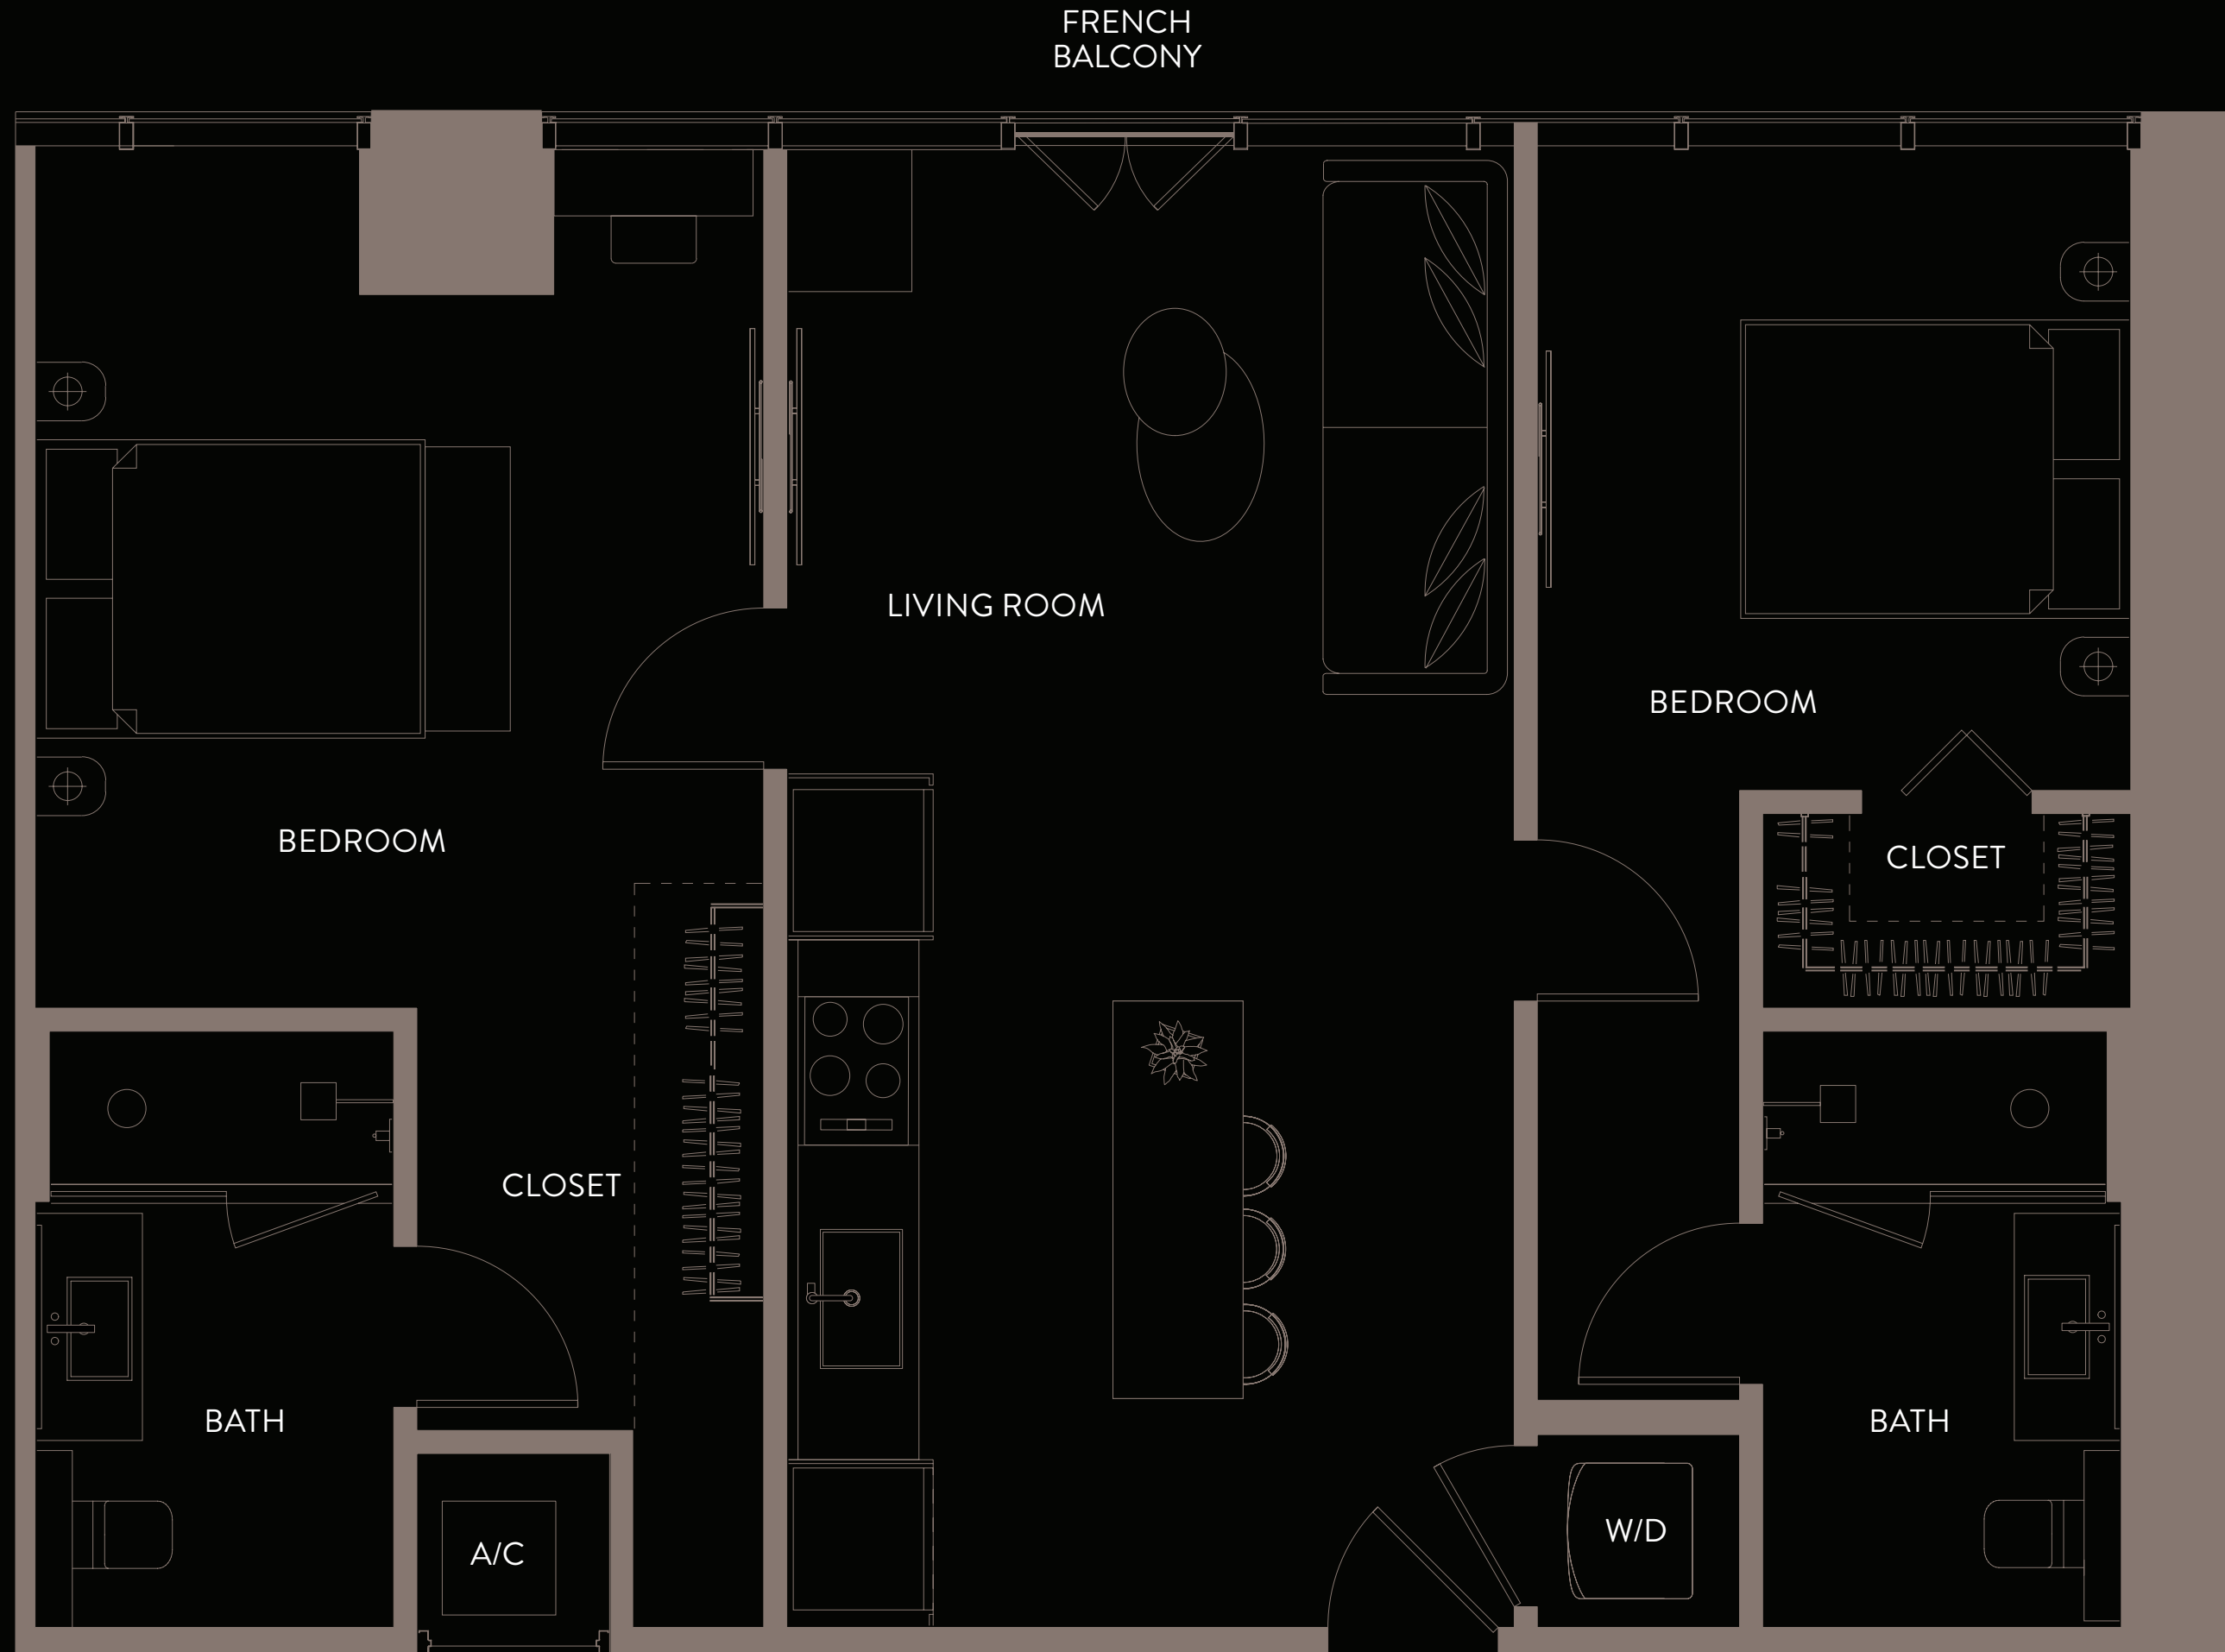 FRENCH
BALCONY
LIVING ROOM
BEDROOM
BEDROOM
CLOSET
CLOSET
BATH
BATH
A/C
W/D